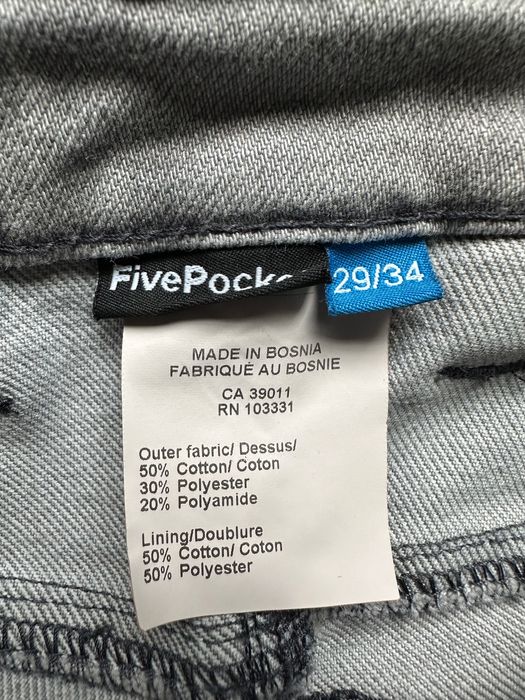 FivePock
29/34
MADE IN BOSNIA
FABRIQUÉ AU BOSNIE
CA 39011
RN 103331
Outer fabric/ Dessus/
50% Cotton/ Coton
30% Polyester
20% Polyamide
Lining/Doublure
50% Cotton/ Coton
50% Polyester